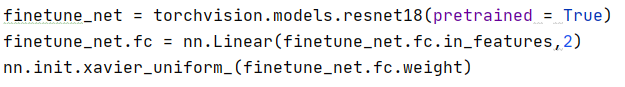 finetune_net = torchvision.models.resnet18(pretrained = True)
finetune_net.fc = nn.Linear(finetune_net.fc.in_features,2)
nn.init.xavier_uniform_(finetune_net.fc.weight)